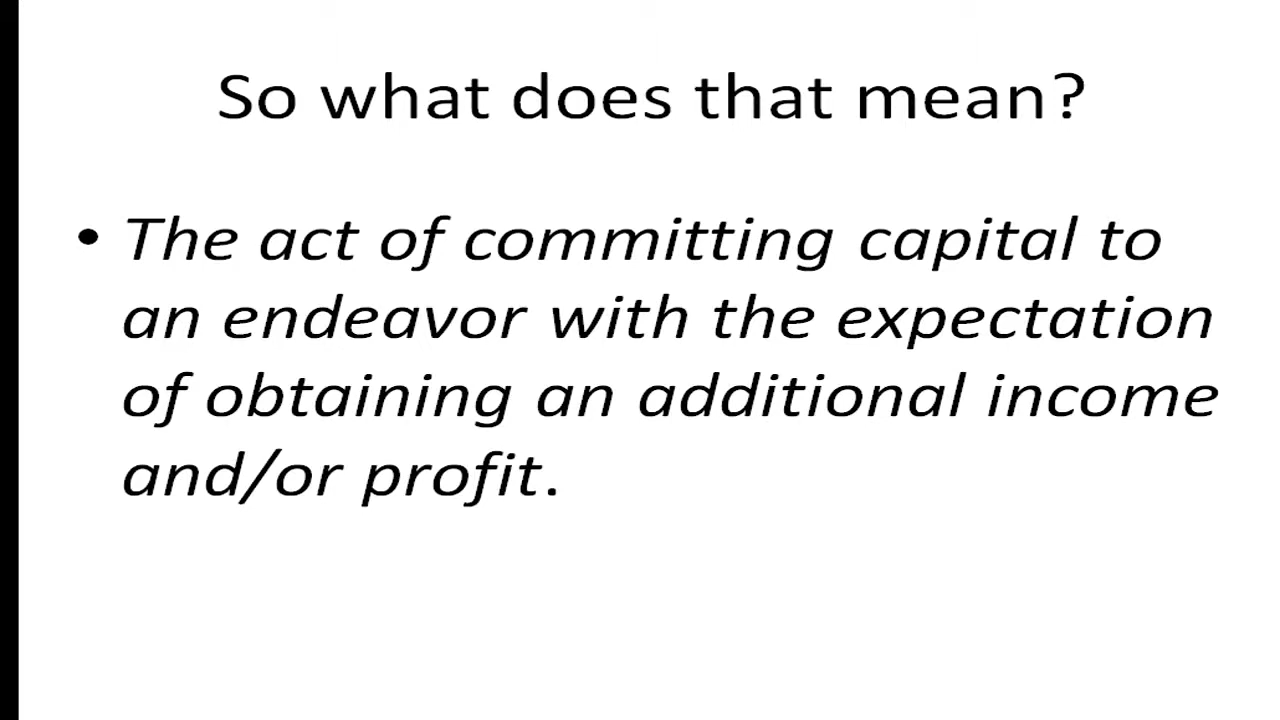 So what does that mean?
• The act of committing capital to
an endeavor with the expectation
of obtaining an additional income
and/or profit.